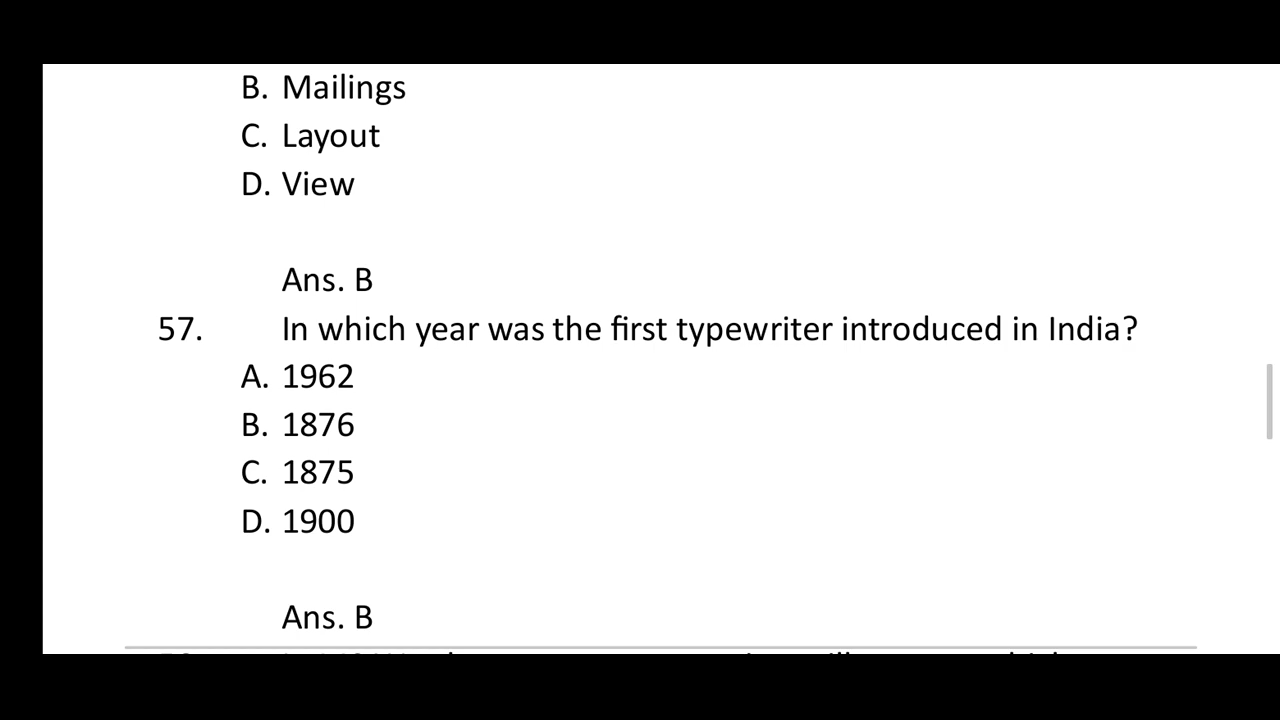 B. Mailings
C. Layout
D. View
Ans. B
57. In which year was the first typewriter introduced in India?
A. 1962
B. 1876
C. 1875
D. 1900
Ans. B